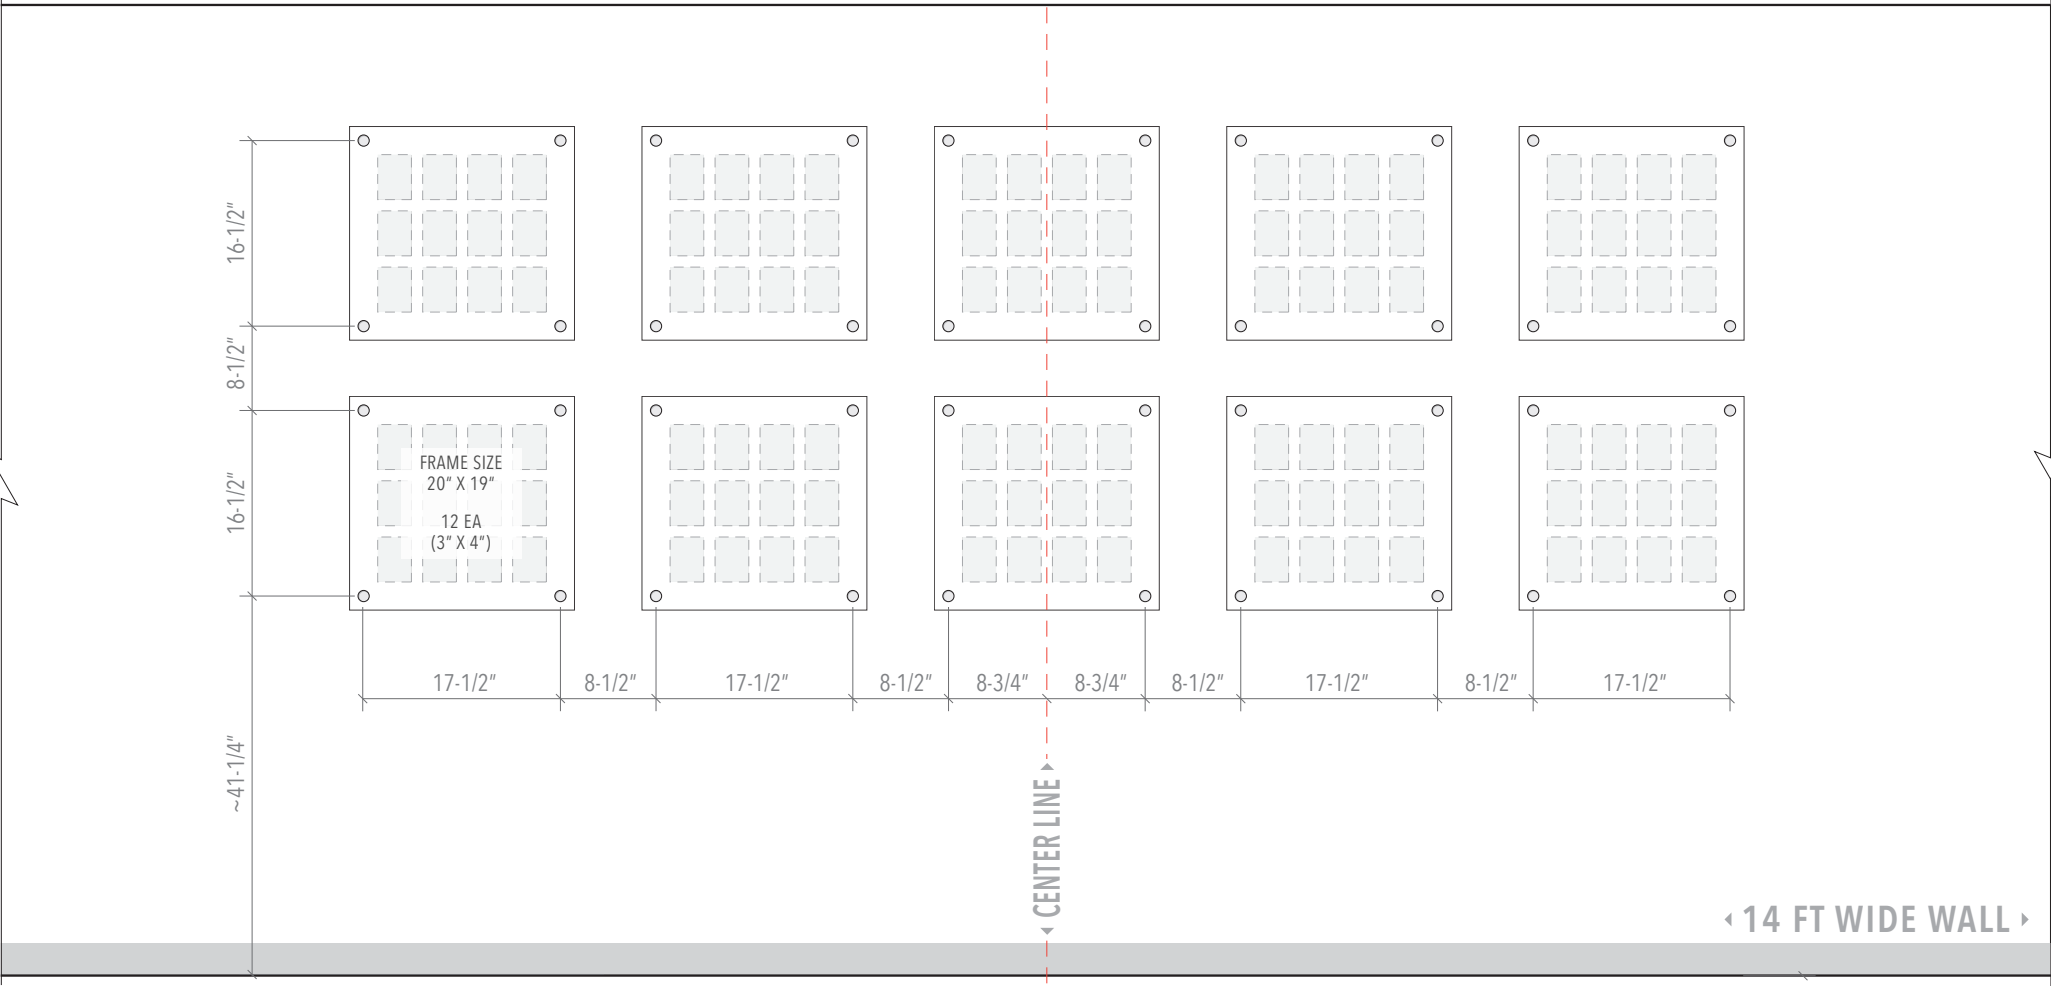 16-1/2"
8-1/2"
16-1/2"
~41-1/4"
FRAME SIZE
20" X 19"
12 EA
(3" X 4")
17-1/2"
8-1/2"
17-1/2"
8-1/2"
8-3/4"
8-3/4"
8-1/2"
17-1/2"
8-1/2"
17-1/2"
CENTER LINE
14 FT WIDE WALL